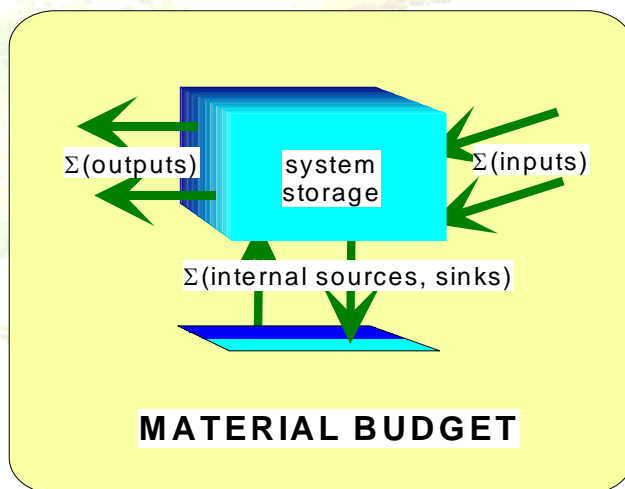 Σ(outputs)
system
storage
Σ(inputs)
Σ(internal sources, sinks)
MATERIAL BUDGET